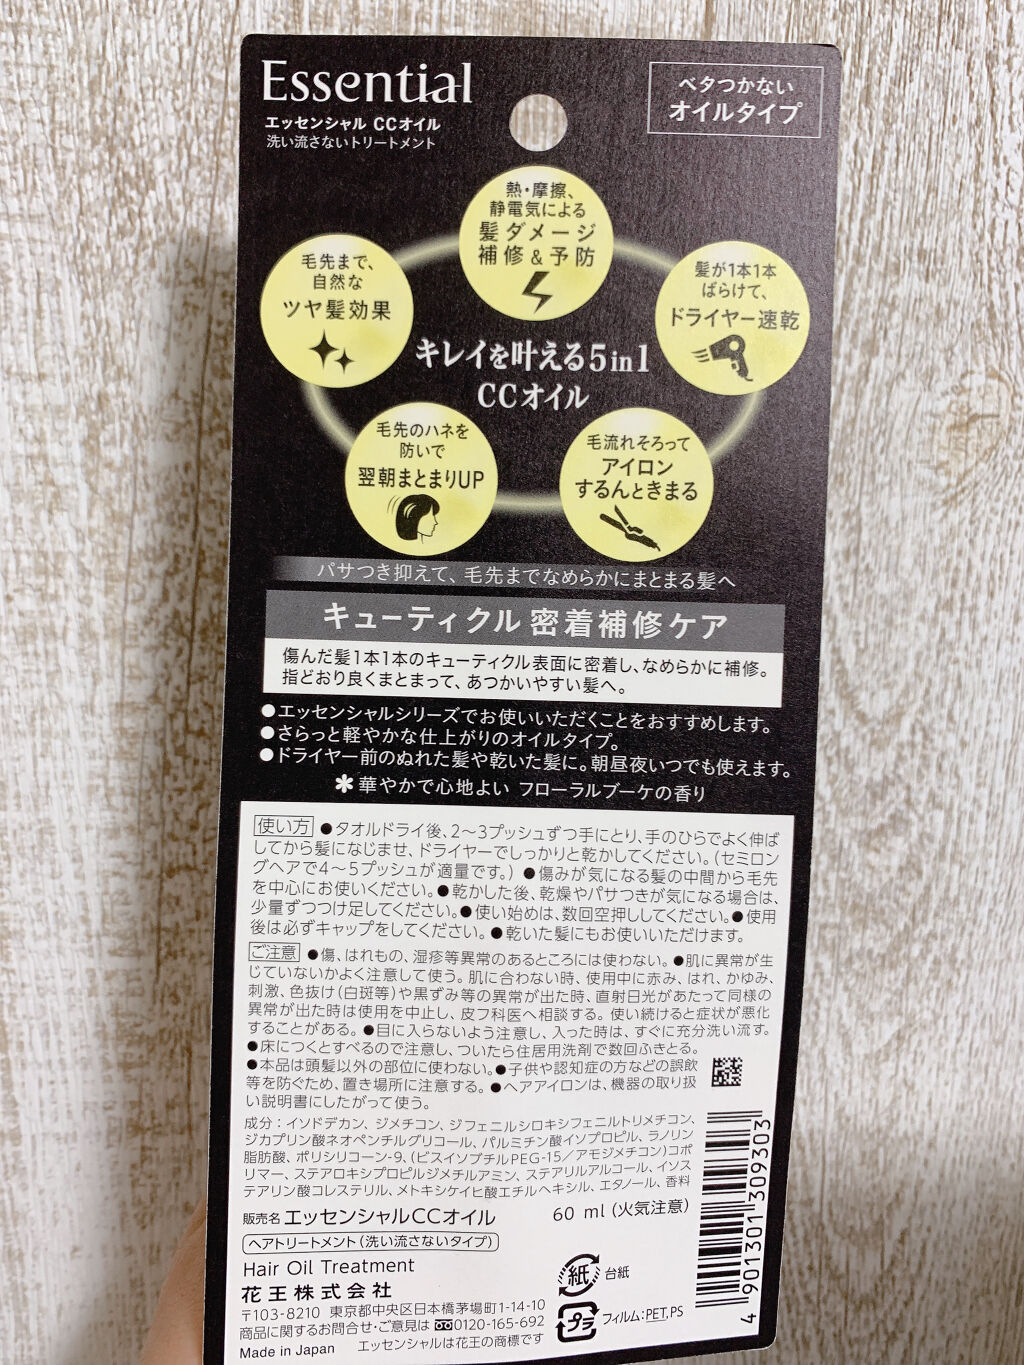 Essential
エッセンシャル CCオイル
洗い流さないトリートメント
ベタつかない
オイルタイプ
熱・摩擦、
静電気による
髪ダメージ
補修&予防
毛先まで、
自然な
ツヤ髪効果
髪が1本1本
ばらけて、
ドライヤー速乾
キレイを叶える5in1
CCオイル
毛先のハネを
防いで
翌朝まとまりUP
毛流れそろって
アイロン
するんときまる
パサつき抑えて、毛先までなめらかにまとまる髪へ
キューティクル 密着補修ケア
傷んだ髪1本1本のキューティクル表面に密着し、なめらかに補修。
指どおり良くまとまって、あつかいやすい髪へ。
●エッセンシャルシリーズでお使いいただくことをおすすめします。
●さらっと軽やかな仕上がりのオイルタイプ。
●ドライヤー前のぬれた髪や乾いた髪に。朝昼夜いつでも使えます。
＊華やかで心地よい フローラルブーケの香り
使い方 ●タオルドライ後、2〜3プッシュずつ手にとり、手のひらでよく伸ば
してから髪になじませ、ドライヤーでしっかりと乾かしてください。(セミロン
グヘアで4〜5プッシュが適量です。) ●傷みが気になる髪の中間から毛先
を中心にお使いください。●乾かした後、乾燥やパサつきが気になる場合は、
少量ずつつけ足してください。●使い始めは、数回空押ししてください。●使用
後は必ずキャップをしてください。●乾いた髪にもお使いいただけます。
ご注意 ●傷、はれもの、湿疹等異常のあるところには使わない。●肌に異常が生
じていないかよく注意して使う。肌に合わない時、使用中に赤み、はれ、かゆみ、
刺激、色抜け(白斑等)や黒ずみ等の異常が出た時、直射日光があたって同様の
異常が出た時は使用を中止し、皮フ科医へ相談する。使い続けると症状が悪化
することがある。●目に入らないよう注意し、入った時は、すぐに充分洗い流す。
●床につくとすべるので注意し、ついたら住居用洗剤で数回ふきとる。
●本品は頭髪以外の部位に使わない。●子供や認知症の方などの誤飲
等を防ぐため、置き場所に注意する。●ヘアアイロンは、機器の取り扱
い説明書にしたがって使う。
成分：イソドデカン、ジメチコン、ジフェニルシロキシフェニルトリメチコン、
ジカプリン酸ネオペンチルグリコール、パルミチン酸イソプロピル、ラノリン
脂肪酸、ポリシリコーン-9、(ビスイソブチルPEG-15／アモジメチコン)コポ
リマー、ステアロキシプロピルジメチルアミン、ステアリルアルコール、イソス
テアリン酸コレステリル、メトキシケイヒ酸エチルヘキシル、エタノール、香料
販売名 エッセンシャルCCオイル
60 ml (火気注意)
ヘアトリートメント(洗い流さないタイプ)
Hair Oil Treatment
花王株式会社
〒103-8210 東京都中央区日本橋茅場町1-14-10
商品に関するお問合せ・ご意見は 0120-165-692
Made in Japan エッセンシャルは花王の商標です
紙 台紙
プラ フィルム：PET,PS
4 901301 309303